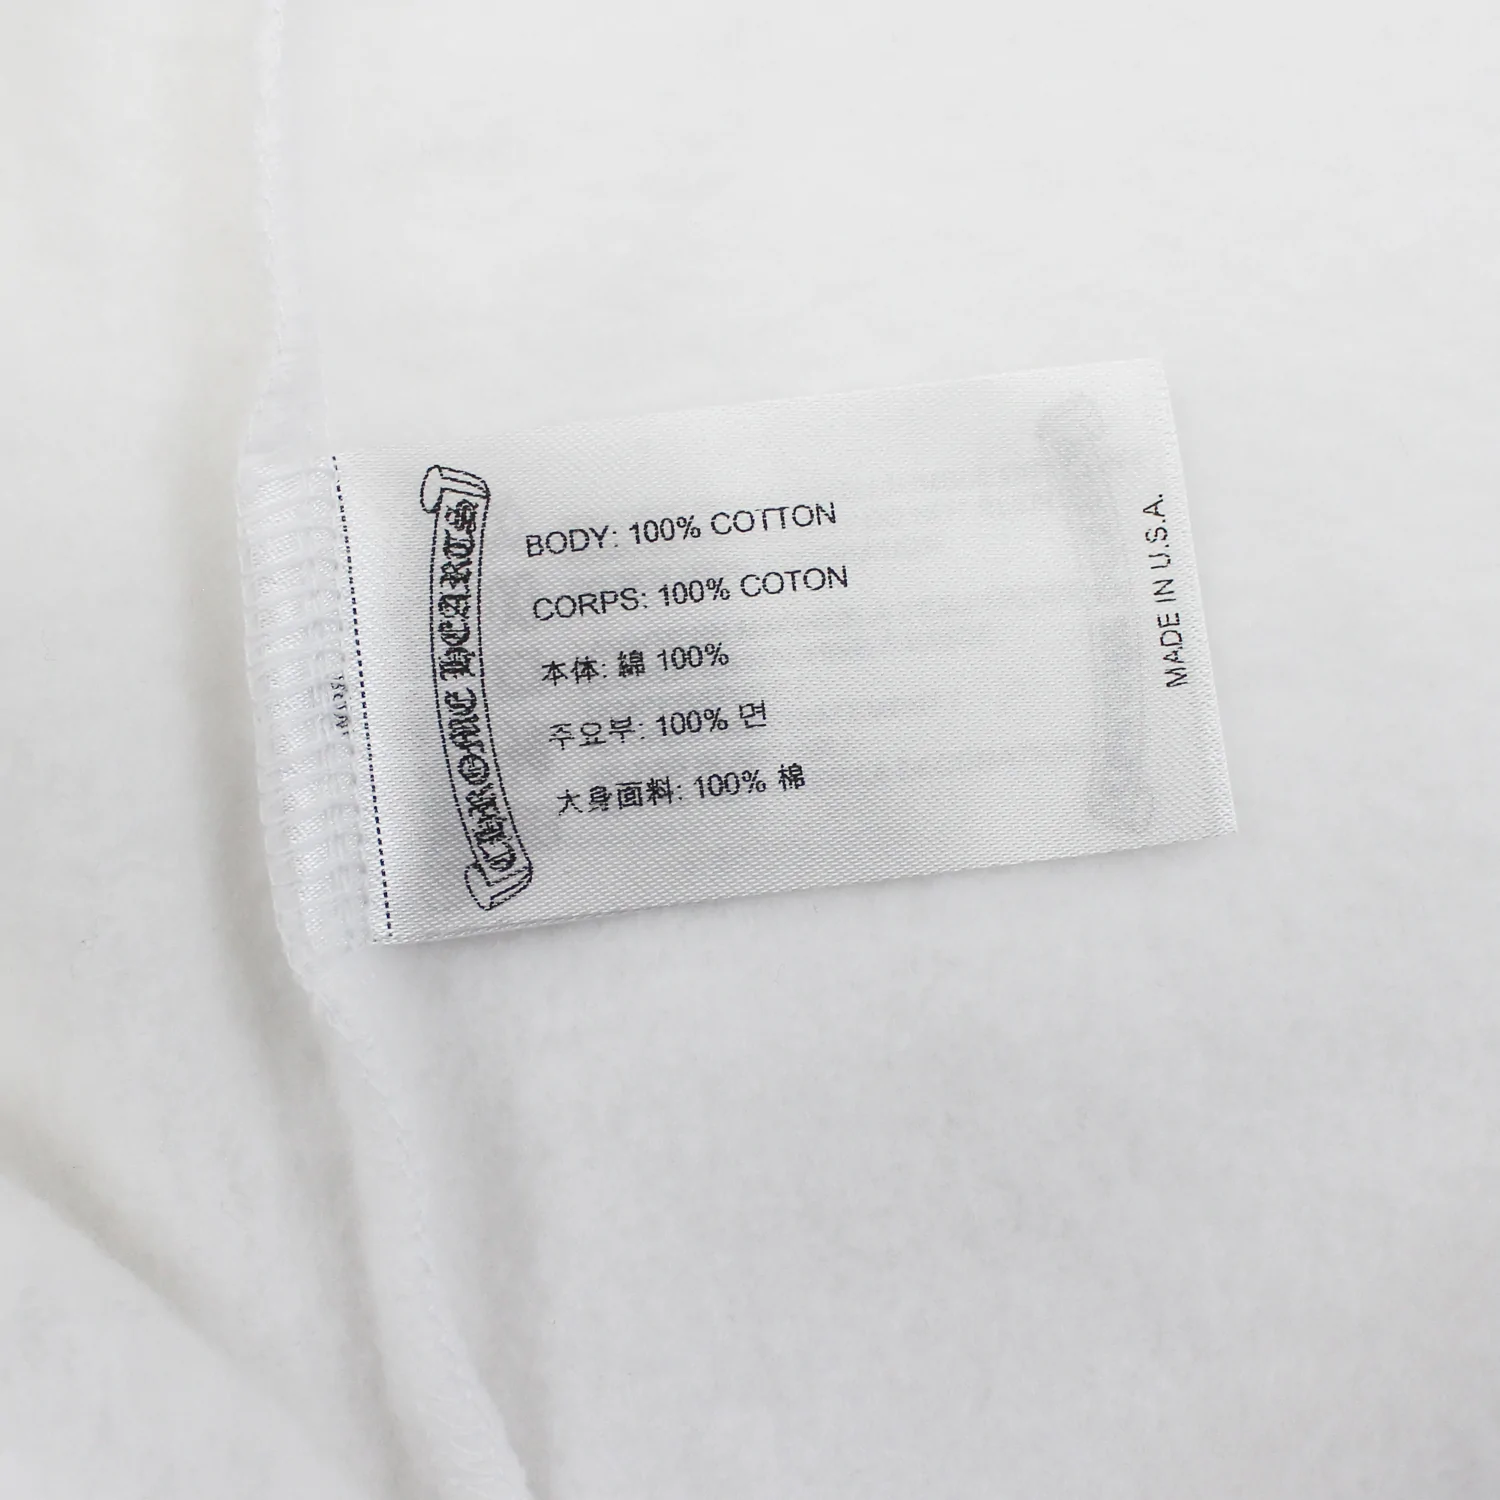 CHROME HEARTS
BODY: 100% COTTON
CORPS: 100% COTON
本体: 綿 100%
주요부: 100% 면
大身面料: 100% 棉
MADE IN U.S.A.